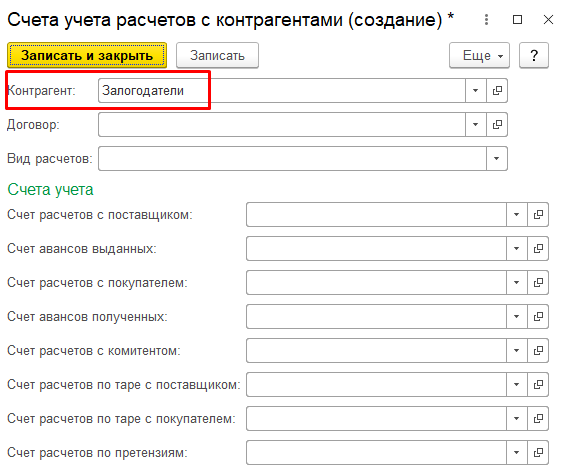 Счета учета расчетов с контрагентами (создание) *
Записать и закрыть Записать Еще ?
Контрагент: Залогодатели
Договор:
Вид расчетов:
Счета учета
Счет расчетов с поставщиком:
Счет авансов выданных:
Счет расчетов с покупателем:
Счет авансов полученных:
Счет расчетов с комитентом:
Счет расчетов по таре с поставщиком:
Счет расчетов по таре с покупателем:
Счет расчетов по претензиям: